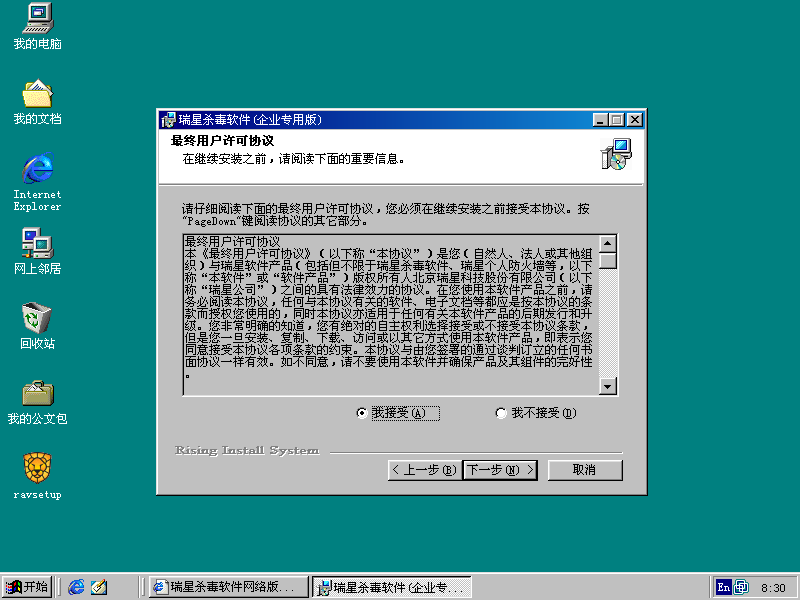 我的电脑
我的文档
Internet
Explorer
网上邻居
回收站
我的公文包
ravsetup
瑞星杀毒软件(企业专用版)
最终用户许可协议
在继续安装之前,请阅读下面的重要信息。
请仔细阅读下面的最终用户许可协议,您必须在继续安装之前接受本协议。按
"PageDown"键阅读协议的其它部分。
最终用户许可协议
本《最终用户许可协议》(以下称“本协议”)是您(自然人、法人或其他组
织)与瑞星软件产品(包括但不限于瑞星杀毒软件、瑞星个人防火墙等,以下
称“本软件”或“软件产品”)版权所有人北京瑞星科技股份有限公司(以下
称“瑞星公司”)之间的具有法律效力的协议。在您使用本软件产品之前,请
务必阅读本协议,任何与本协议有关的软件、电子文档等都应是按本协议的条
款而授权您使用的,同时本协议亦适用于任何有关本软件产品的后期发行和升
级。您非常明确的知道,您有绝对的自主权利选择接受或不接受本协议条款,
但是您一旦安装、复制、下载、访问或以其它方式使用本软件产品,即表示您
同意接受本协议各项条款的约束。本协议与由您签署的通过谈判订立的任何书
面协议一样有效。如不同意,请不要使用本软件并确保产品及其组件的完好性
。
我接受(A) 我不接受(D)
Rising Install System
< 上一步(B) 下一步(N) > 取消
开始 瑞星杀毒软件网络版... 瑞星杀毒软件(企业专... En 8:30